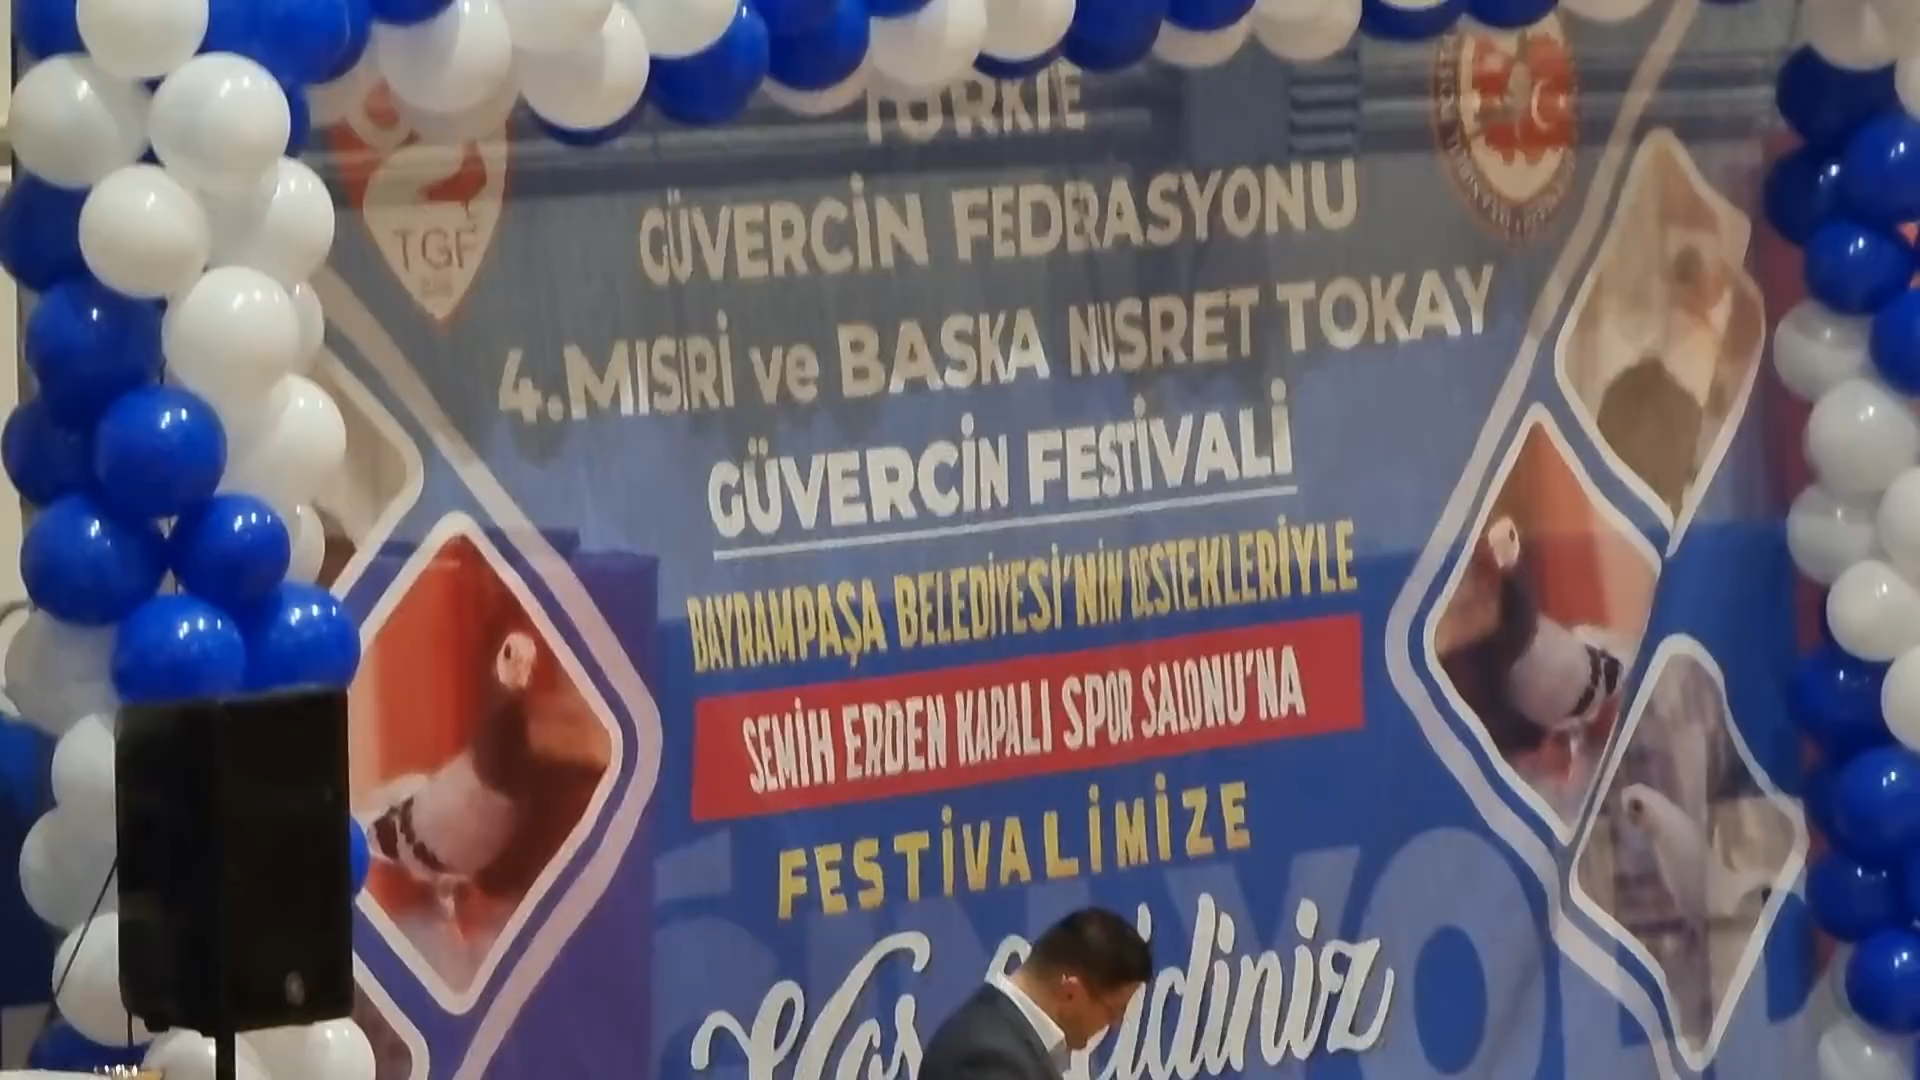 TÜRKİE
GÜVERCİN FEDERASYONU
4.MISIRİ ve BASKA NUSRET TOKAY
GÜVERCİN FESTİVALİ
BAYRAMPAŞA BELEDİYESİ'NİN DESTEKLERİYLE
SEMİH ERDEN KAPALI SPOR SALONU'NA
FESTİVALİMİZE
TGF